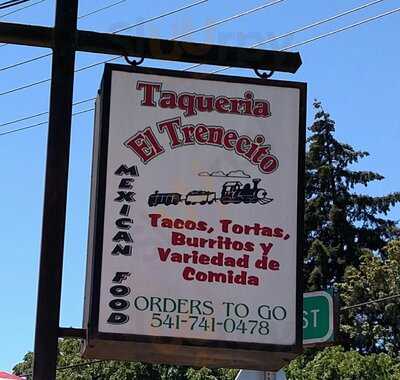 Taqueria
El Trenecito
MEXICAN FOOD
Tacos, Tortas,
Burritos y
Variedad de
Comida
ORDERS TO GO
541-741-0478
ST